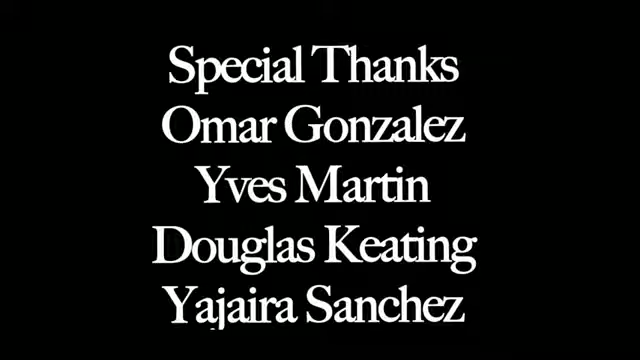 Special Thanks
Omar Gonzalez
Yves Martin
Douglas Keating
Yajaira Sanchez